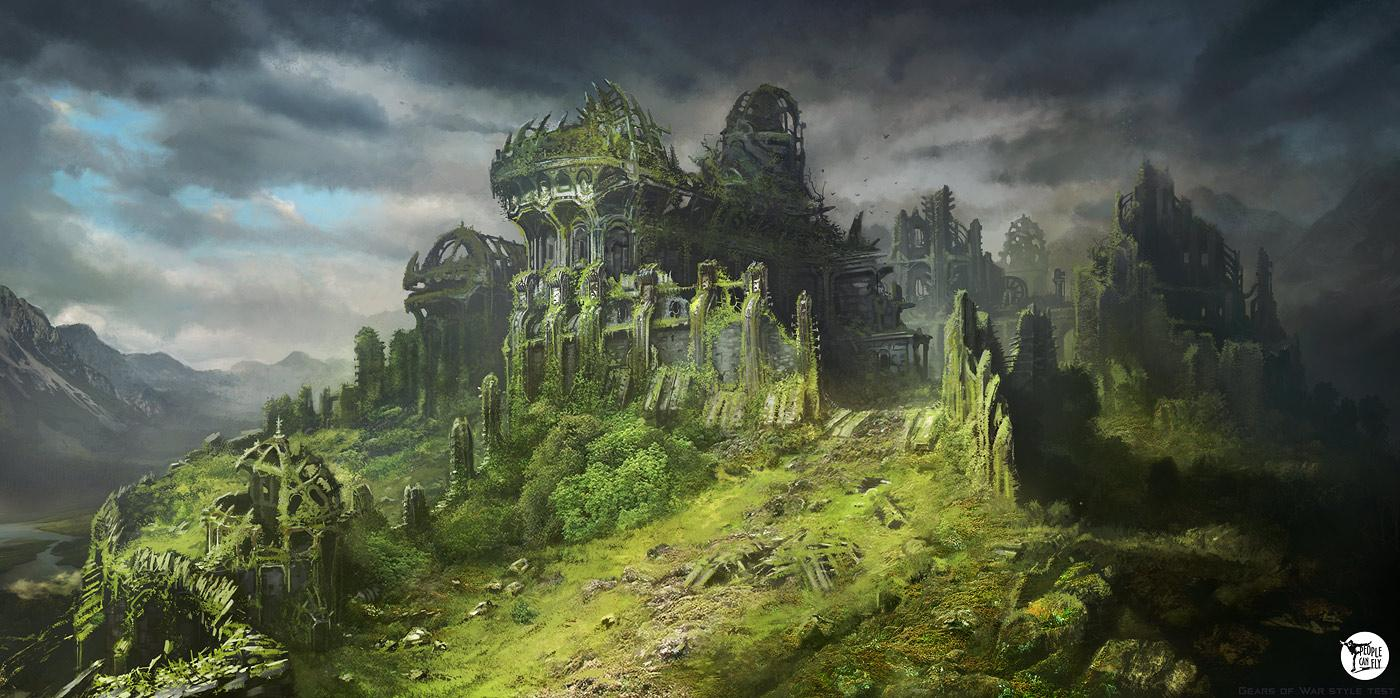 PEOPLE
CAN FLY
GEARS OF WAR STYLE TEST